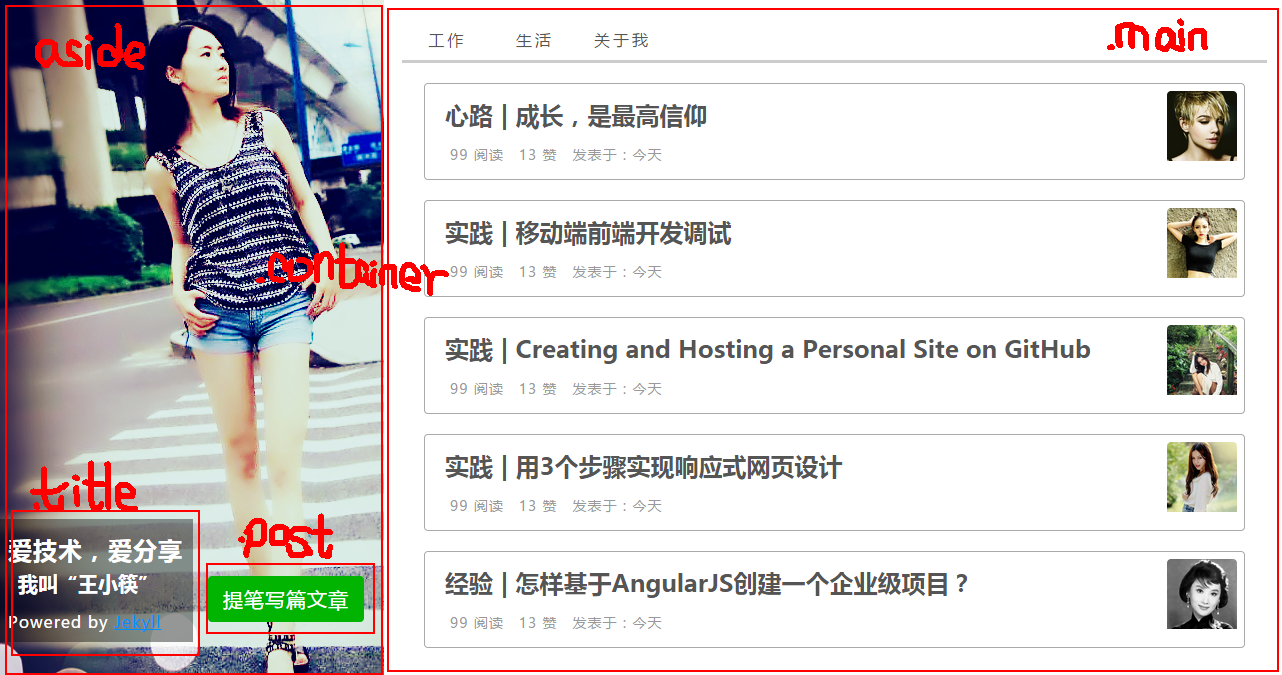 aside
.container
.title
爱技术，爱分享
我叫“王小筷”
Powered by Jekyll
.post
提笔写篇文章
.main
工作 生活 关于我
心路 | 成长，是最高信仰
99 阅读 13 赞 发表于：今天
实践 | 移动端前端开发调试
99 阅读 13 赞 发表于：今天
实践 | Creating and Hosting a Personal Site on GitHub
99 阅读 13 赞 发表于：今天
实践 | 用3个步骤实现响应式网页设计
99 阅读 13 赞 发表于：今天
经验 | 怎样基于AngularJS创建一个企业级项目？
99 阅读 13 赞 发表于：今天